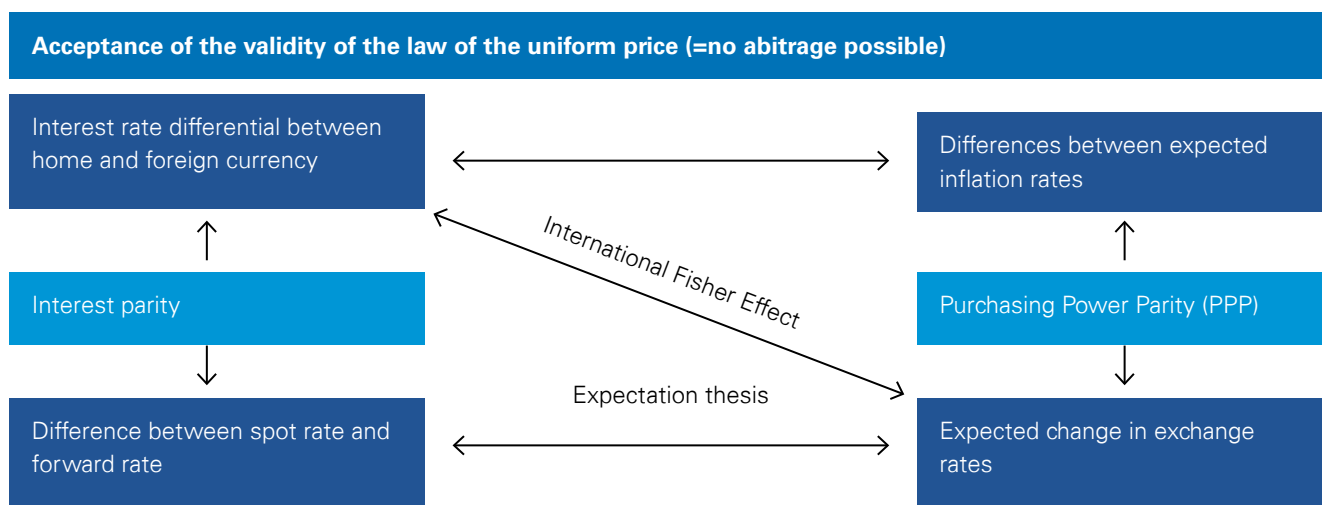 Acceptance of the validity of the law of the uniform price (=no abitrage possible)
Interest rate differential between
home and foreign currency
Differences between expected
inflation rates
International Fisher Effect
Interest parity
Purchasing Power Parity (PPP)
Expectation thesis
Difference between spot rate and
forward rate
Expected change in exchange
rates